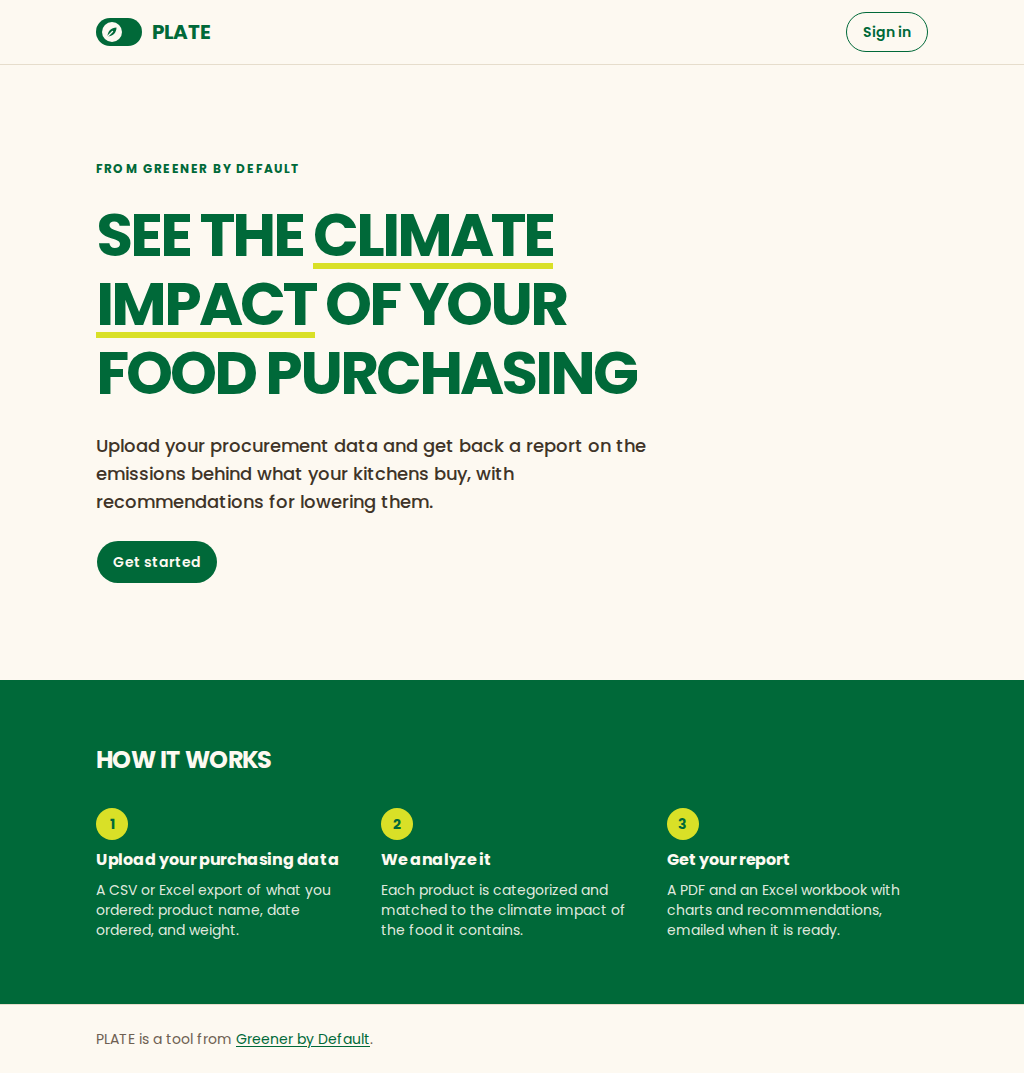 PLATE
Sign in
FROM GREENER BY DEFAULT
SEE THE CLIMATE
IMPACT OF YOUR
FOOD PURCHASING
Upload your procurement data and get back a report on the
emissions behind what your kitchens buy, with
recommendations for lowering them.
Get started
HOW IT WORKS
1
Upload your purchasing data
A CSV or Excel export of what you
ordered: product name, date
ordered, and weight.
2
We analyze it
Each product is categorized and
matched to the climate impact of
the food it contains.
3
Get your report
A PDF and an Excel workbook with
charts and recommendations,
emailed when it is ready.
PLATE is a tool from Greener by Default.